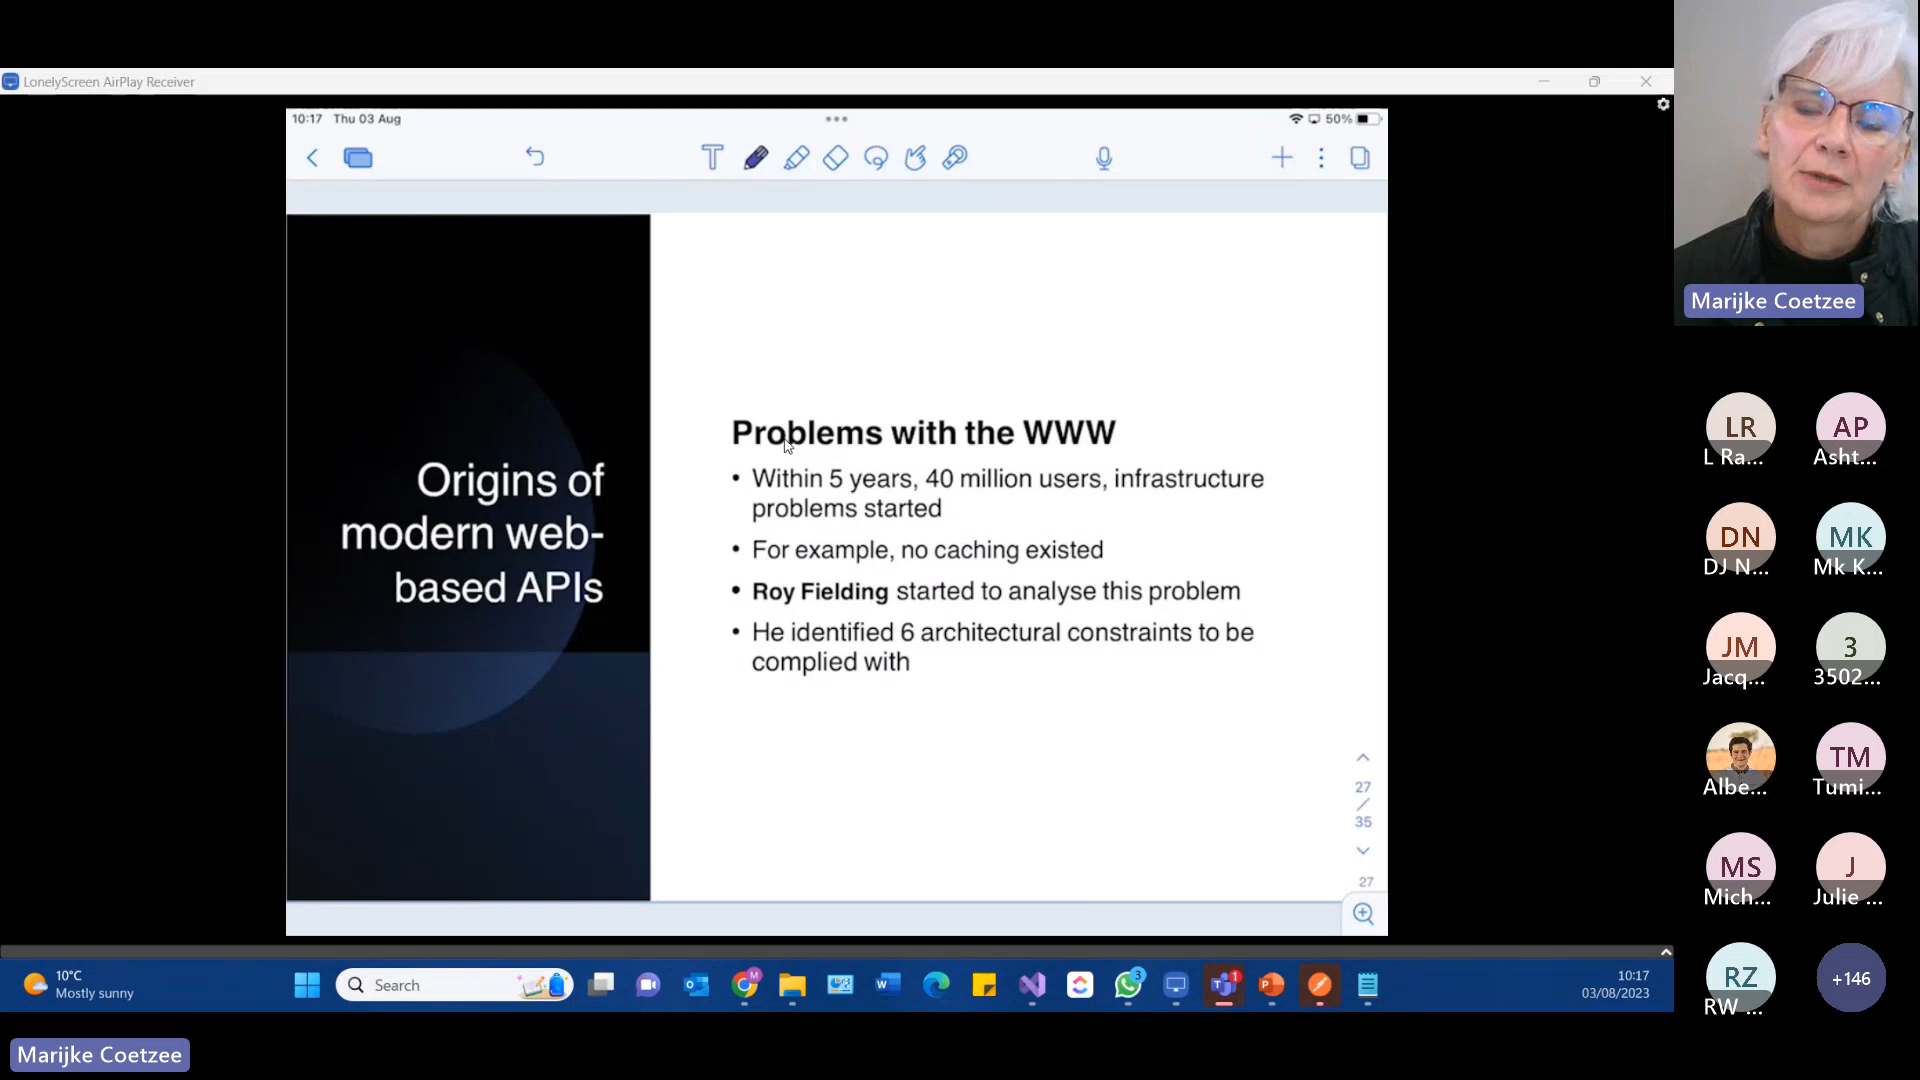 LonelyScreen AirPlay Receiver
10:17 Thu 03 Aug
50%
Origins of
modern web-
based APIs
Problems with the WWW
• Within 5 years, 40 million users, infrastructure
problems started
• For example, no caching existed
• Roy Fielding started to analyse this problem
• He identified 6 architectural constraints to be
complied with
27
/
35
27
Marijke Coetzee
LR
L Ra...
AP
Asht...
DN
DJ N...
MK
Mk K...
JM
Jacq...
3
3502...
Albe...
TM
Tumi...
MS
Mich...
J
Julie ...
RZ
RW ...
+146
10°C
Mostly sunny
Search
M
3
1
10:17
03/08/2023
Marijke Coetzee